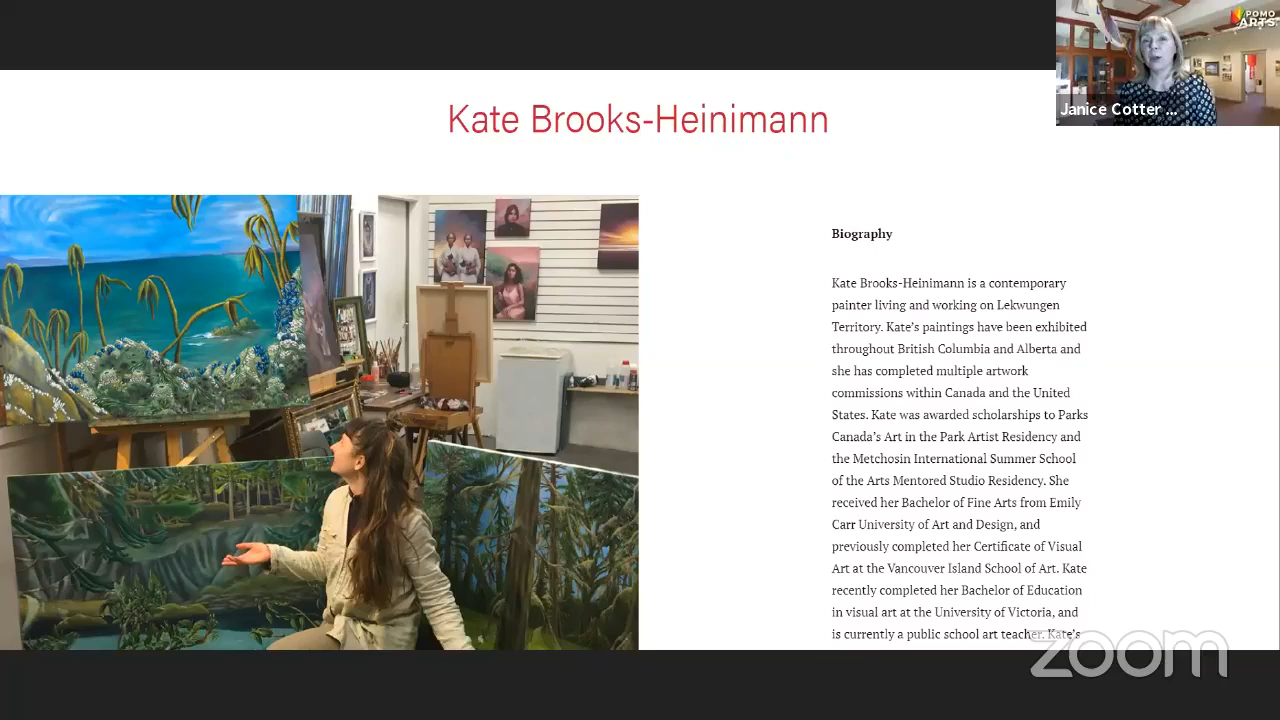 POMO
ARTS
Janice Cotter ...
Kate Brooks-Heinimann
Biography
Kate Brooks-Heinimann is a contemporary
painter living and working on Lekwungen
Territory. Kate’s paintings have been exhibited
throughout British Columbia and Alberta and
she has completed multiple artwork
commissions within Canada and the United
States. Kate was awarded scholarships to Parks
Canada’s Art in the Park Artist Residency and
the Metchosin International Summer School
of the Arts Mentored Studio Residency. She
received her Bachelor of Fine Arts from Emily
Carr University of Art and Design, and
previously completed her Certificate of Visual
Art at the Vancouver Island School of Art. Kate
recently completed her Bachelor of Education
in visual art at the University of Victoria, and
is currently a public school art teacher. Kate’s
zoom